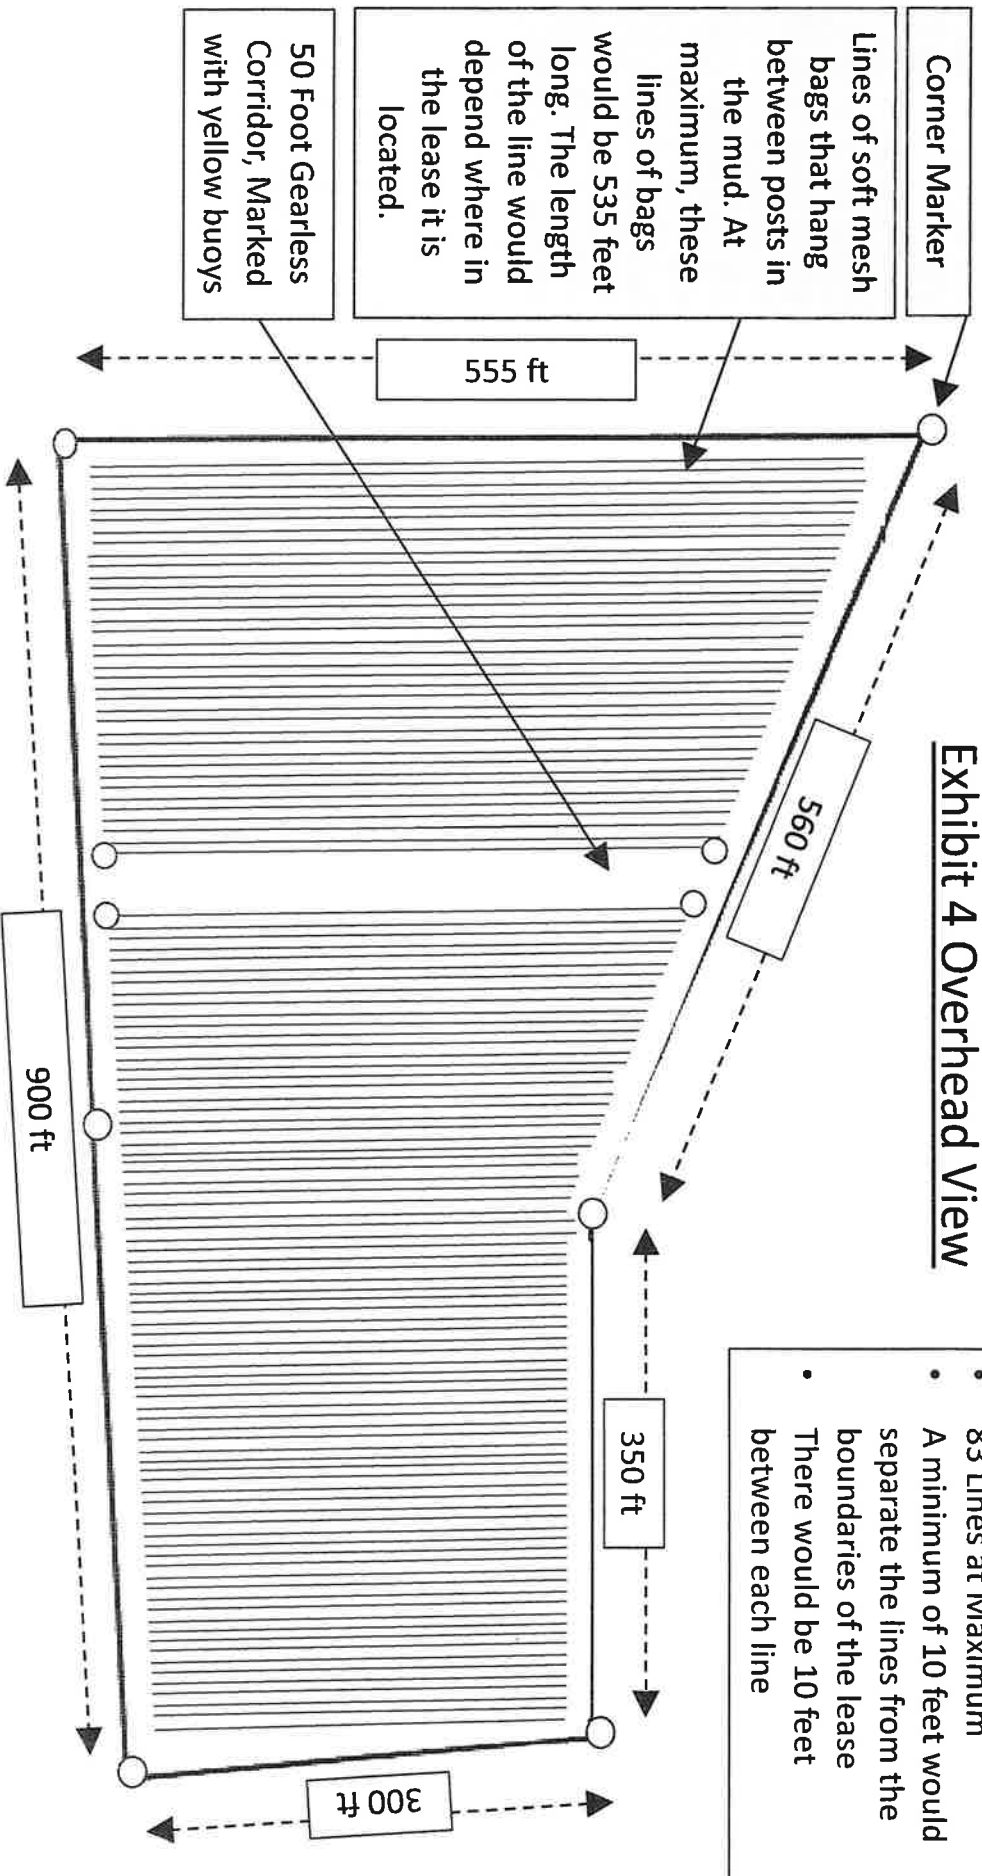 Exhibit 4 Overhead View
Corner Marker
Lines of soft mesh
bags that hang
between posts in
the mud. At
maximum, these
lines of bags
would be 535 feet
long. The length
of the line would
depend where in
the lease it is
located.
50 Foot Gearless
Corridor, Marked
with yellow buoys
• 83 Lines at Maximum
• A minimum of 10 feet would
separate the lines from the
boundaries of the lease
• There would be 10 feet
between each line
555 ft
560 ft
350 ft
300 ft
900 ft